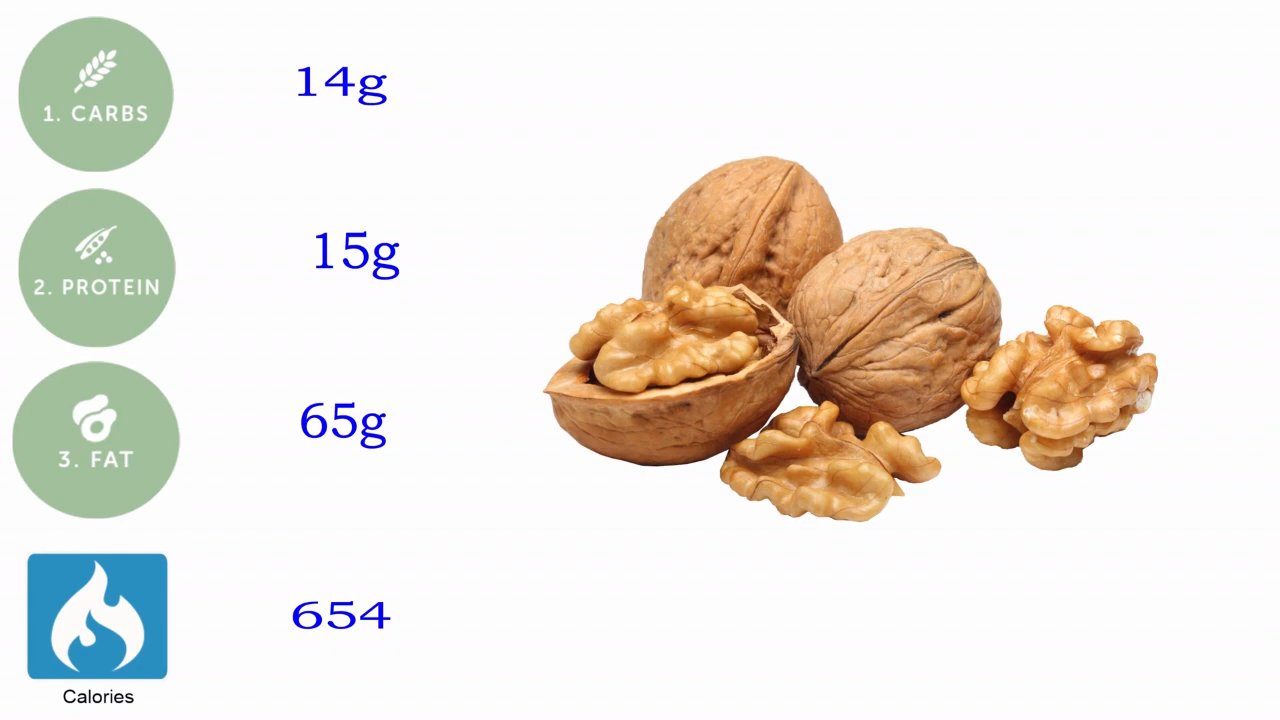 1. CARBS
14g
2. PROTEIN
15g
3. FAT
65g
654
Calories